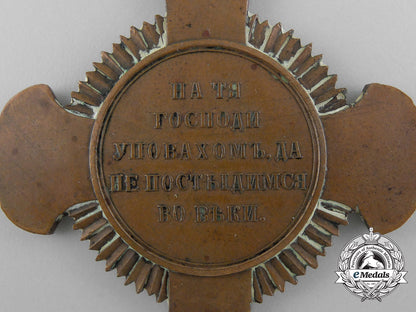 НА ТЯ
ГОСПОДИ
УПОВАХОМЪ, ДА
НЕ ПОСТЫДИМСЯ
ВО ВѢКИ.
eMedals